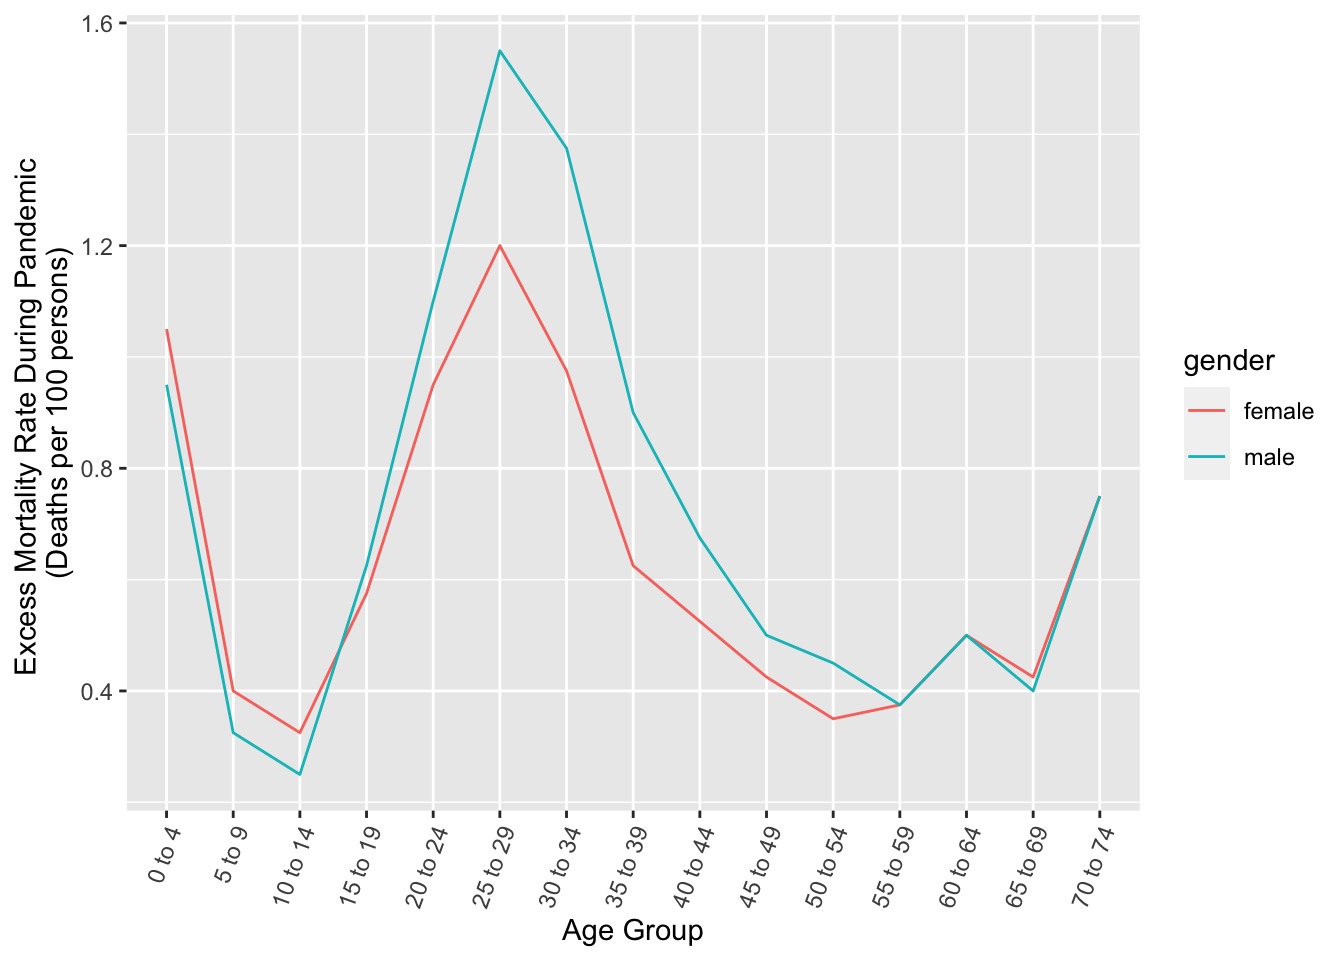 Excess Mortality Rate During Pandemic
(Deaths per 100 persons)
1.6
1.2
0.8
0.4
0 to 4
5 to 9
10 to 14
15 to 19
20 to 24
25 to 29
30 to 34
35 to 39
40 to 44
45 to 49
50 to 54
55 to 59
60 to 64
65 to 69
70 to 74
Age Group
gender
female
male